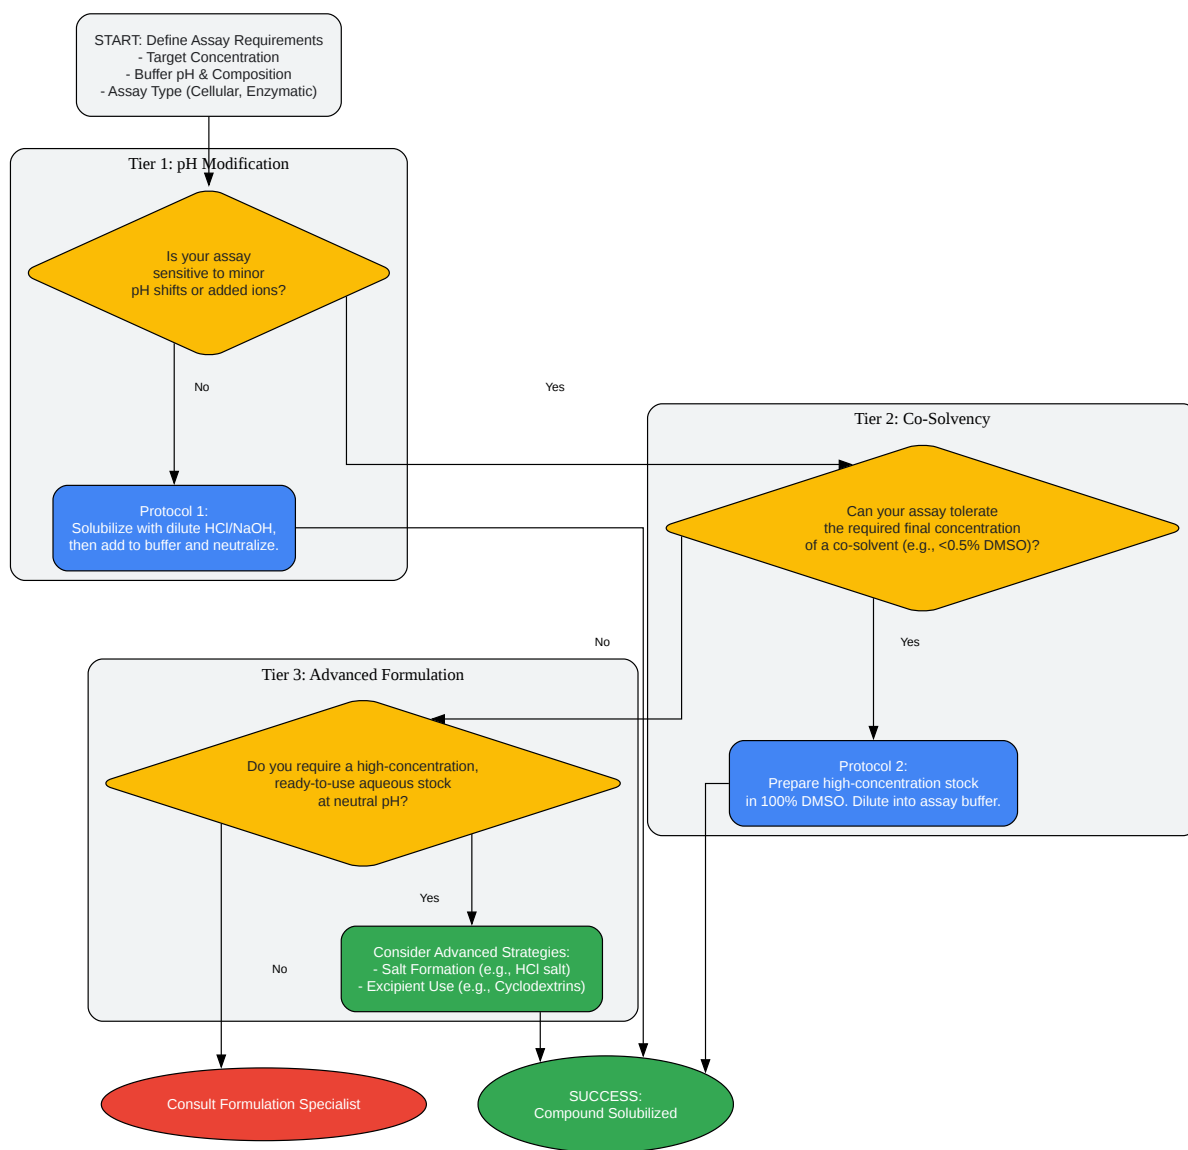 START: Define Assay Requirements
- Target Concentration
- Buffer pH & Composition
- Assay Type (Cellular, Enzymatic)
Tier 1: pH Modification
Is your assay
sensitive to minor
pH shifts or added ions?
No
Yes
Protocol 1:
Solubilize with dilute HCl/NaOH,
then add to buffer and neutralize.
Tier 2: Co-Solvency
Can your assay tolerate
the required final concentration
of a co-solvent (e.g., <0.5% DMSO)?
No
Yes
Protocol 2:
Prepare high-concentration stock
in 100% DMSO. Dilute into assay buffer.
Tier 3: Advanced Formulation
Do you require a high-concentration,
ready-to-use aqueous stock
at neutral pH?
Yes
No
Consider Advanced Strategies:
- Salt Formation (e.g., HCl salt)
- Excipient Use (e.g., Cyclodextrins)
Consult Formulation Specialist
SUCCESS:
Compound Solubilized